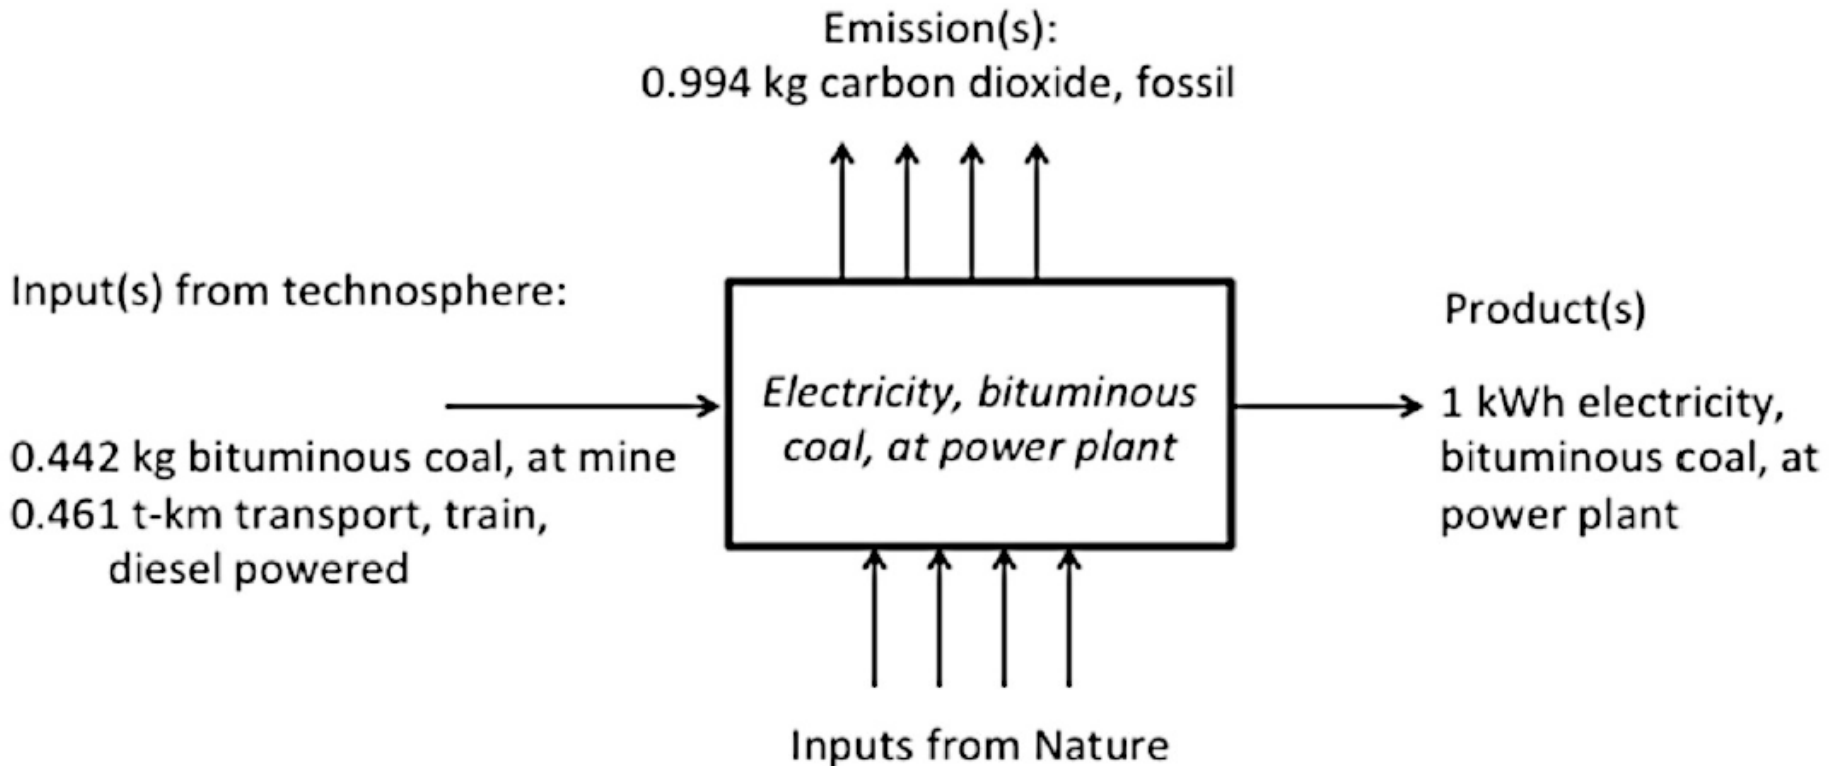 Emission(s):
0.994 kg carbon dioxide, fossil
Input(s) from technosphere:
0.442 kg bituminous coal, at mine
0.461 t-km transport, train,
diesel powered
Electricity, bituminous
coal, at power plant
Product(s)
1 kWh electricity,
bituminous coal, at
power plant
Inputs from Nature